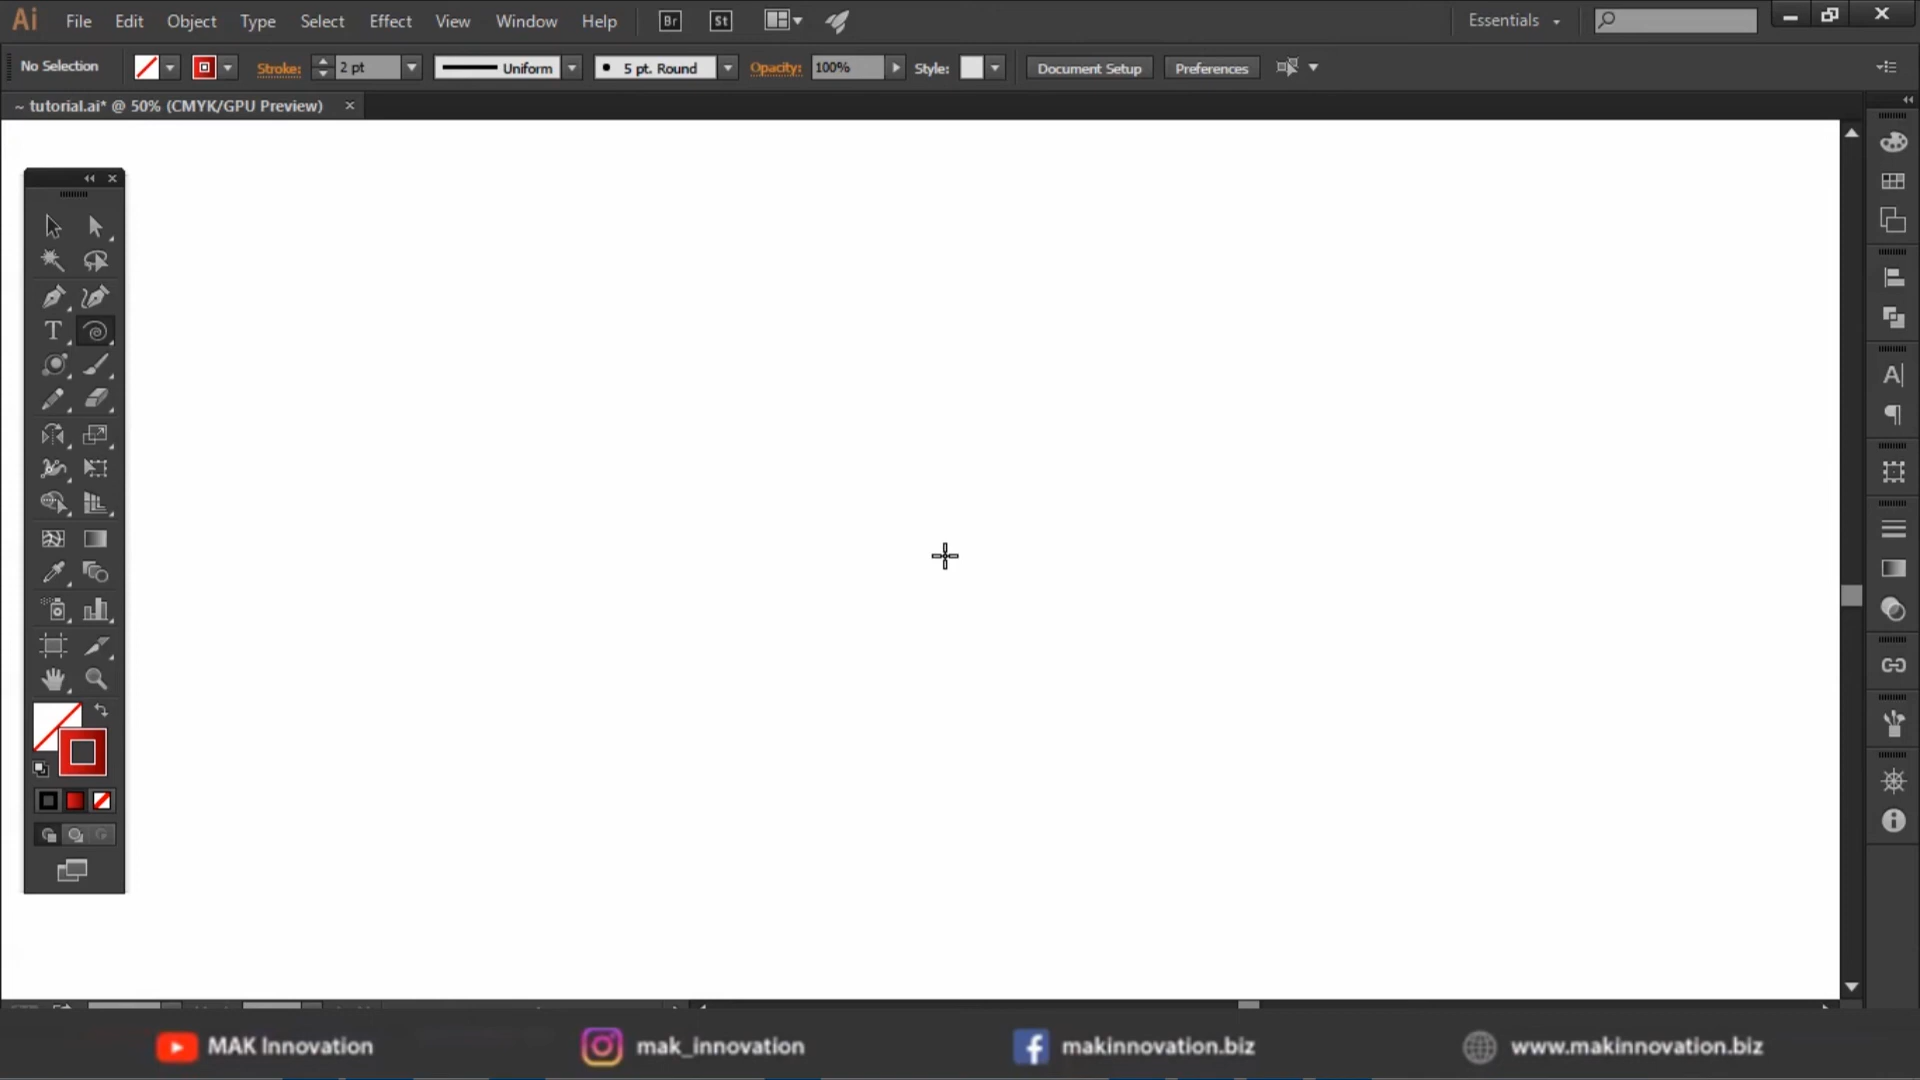 Ai File Edit Object Type Select Effect View Window Help Br St Essentials
No Selection Stroke: 2 pt Uniform 5 pt. Round Opacity: 100% Style: Document Setup Preferences
~ tutorial.ai* @ 50% (CMYK/GPU Preview) ×
MAK Innovation mak_innovation makinnovation.biz www.makinnovation.biz